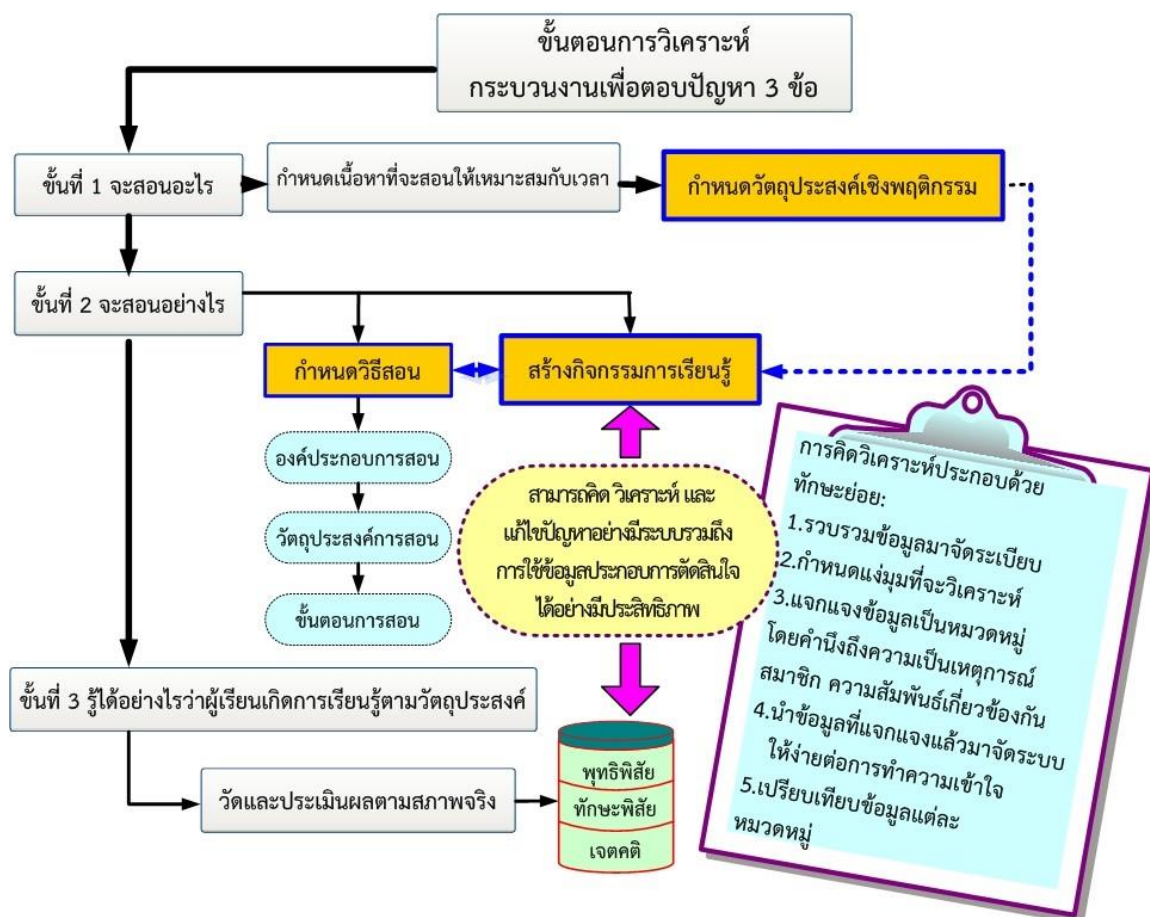 ขั้นตอนการวิเคราะห์
กระบวนงานเพื่อตอบปัญหา 3 ข้อ
ขั้นที่ 1 จะสอนอะไร
กำหนดเนื้อหาที่จะสอนให้เหมาะสมกับเวลา
กำหนดวัตถุประสงค์เชิงพฤติกรรม
ขั้นที่ 2 จะสอนอย่างไร
กำหนดวิธีสอน
สร้างกิจกรรมการเรียนรู้
องค์ประกอบการสอน
วัตถุประสงค์การสอน
ขั้นตอนการสอน
สามารถคิด วิเคราะห์ และ
แก้ไขปัญหาอย่างมีระบบรวมถึง
การใช้ข้อมูลประกอบการตัดสินใจ
ได้อย่างมีประสิทธิภาพ
การคิดวิเคราะห์ประกอบด้วย
ทักษะย่อย:
1.รวบรวมข้อมูลมาจัดระเบียบ
2.กำหนดแง่มุมที่จะวิเคราะห์
3.แจกแจงข้อมูลเป็นหมวดหมู่
โดยคำนึงถึงความเป็นเหตุการณ์
สมาชิก ความสัมพันธ์เกี่ยวข้องกัน
4.นำข้อมูลที่แจกแจงแล้วมาจัดระบบ
ให้ง่ายต่อการทำความเข้าใจ
5.เปรียบเทียบข้อมูลแต่ละ
หมวดหมู่
ขั้นที่ 3 รู้ได้อย่างไรว่าผู้เรียนเกิดการเรียนรู้ตามวัตถุประสงค์
วัดและประเมินผลตามสภาพจริง
พุทธิพิสัย
ทักษะพิสัย
เจตคติ